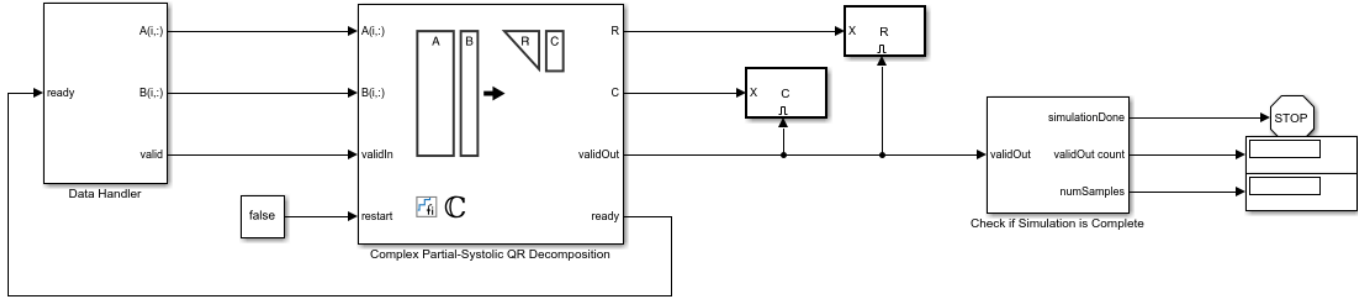 A(i,:)
B(i,:)
ready
valid
Data Handler
false
A(i,:)
B(i,:)
validIn
restart
A
B
R
C
fi
ℂ
R
C
validOut
ready
Complex Partial-Systolic QR Decomposition
X
R
X
C
validOut
simulationDone
validOut count
numSamples
Check if Simulation is Complete
STOP